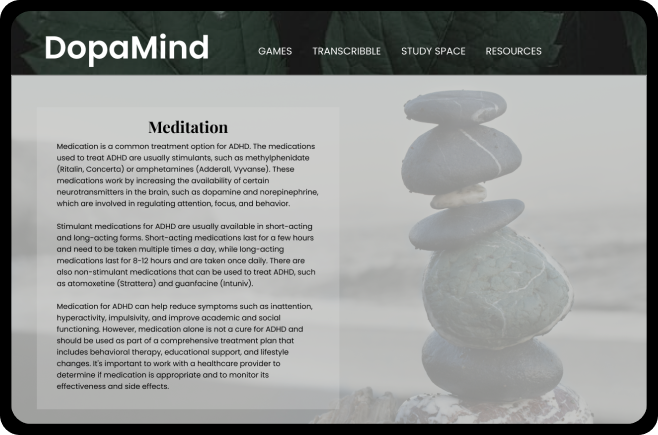 DopaMind
GAMES TRANSCRIBBLE STUDY SPACE RESOURCES
Meditation
Medication is a common treatment option for ADHD. The medications
used to treat ADHD are usually stimulants, such as methylphenidate
(Ritalin, Concerta) or amphetamines (Adderall, Vyvanse). These
medications work by increasing the availability of certain
neurotransmitters in the brain, such as dopamine and norepinephrine,
which are involved in regulating attention, focus, and behavior.
Stimulant medications for ADHD are usually available in short-acting
and long-acting forms. Short-acting medications last for a few hours
and need to be taken multiple times a day, while long-acting
medications last for 8-12 hours and are taken once daily. There are
also non-stimulant medications that can be used to treat ADHD, such
as atomoxetine (Strattera) and guanfacine (Intuniv).
Medication for ADHD can help reduce symptoms such as inattention,
hyperactivity, impulsivity, and improve academic and social
functioning. However, medication alone is not a cure for ADHD and
should be used as part of a comprehensive treatment plan that
includes behavioral therapy, educational support, and lifestyle
changes. It's important to work with a healthcare provider to
determine if medication is appropriate and to monitor its
effectiveness and side effects.